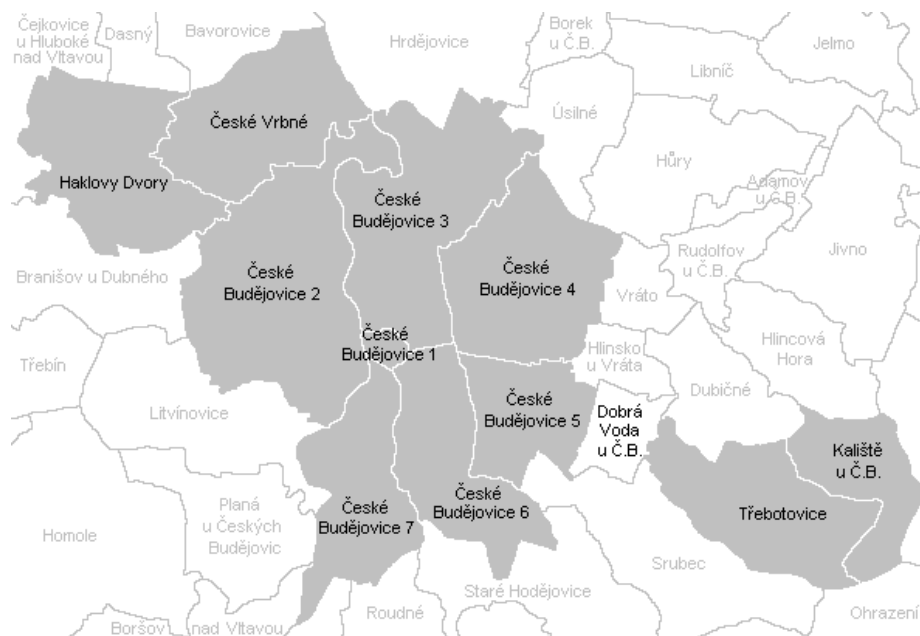 Čejkovice
u Hluboké
nad Vltavou
Dasný
Bavorovice
Hrdějovice
Borek
u Č.B.
Jelmo
Libníč
Úsilné
České Vrbné
Hůry
Adamov
u Č.B.
Haklovy Dvory
České
Budějovice 3
Rudolfov
u Č.B.
Jivno
Branišov u Dubného
České
Budějovice 2
České
Budějovice 4
Vráto
České
Budějovice 1
Hlinsko
u Vráta
Hlincová
Hora
Třebín
Litvínovice
Dubičné
České
Budějovice 5
Dobrá
Voda
u Č.B.
Kaliště
u Č.B.
Planá
u Českých
Budějovic
České
Budějovice 7
České
Budějovice 6
Třebotovice
Homole
Srubec
Staré Hodějovice
Roudné
Boršov
nad Vltavou
Ohrazení